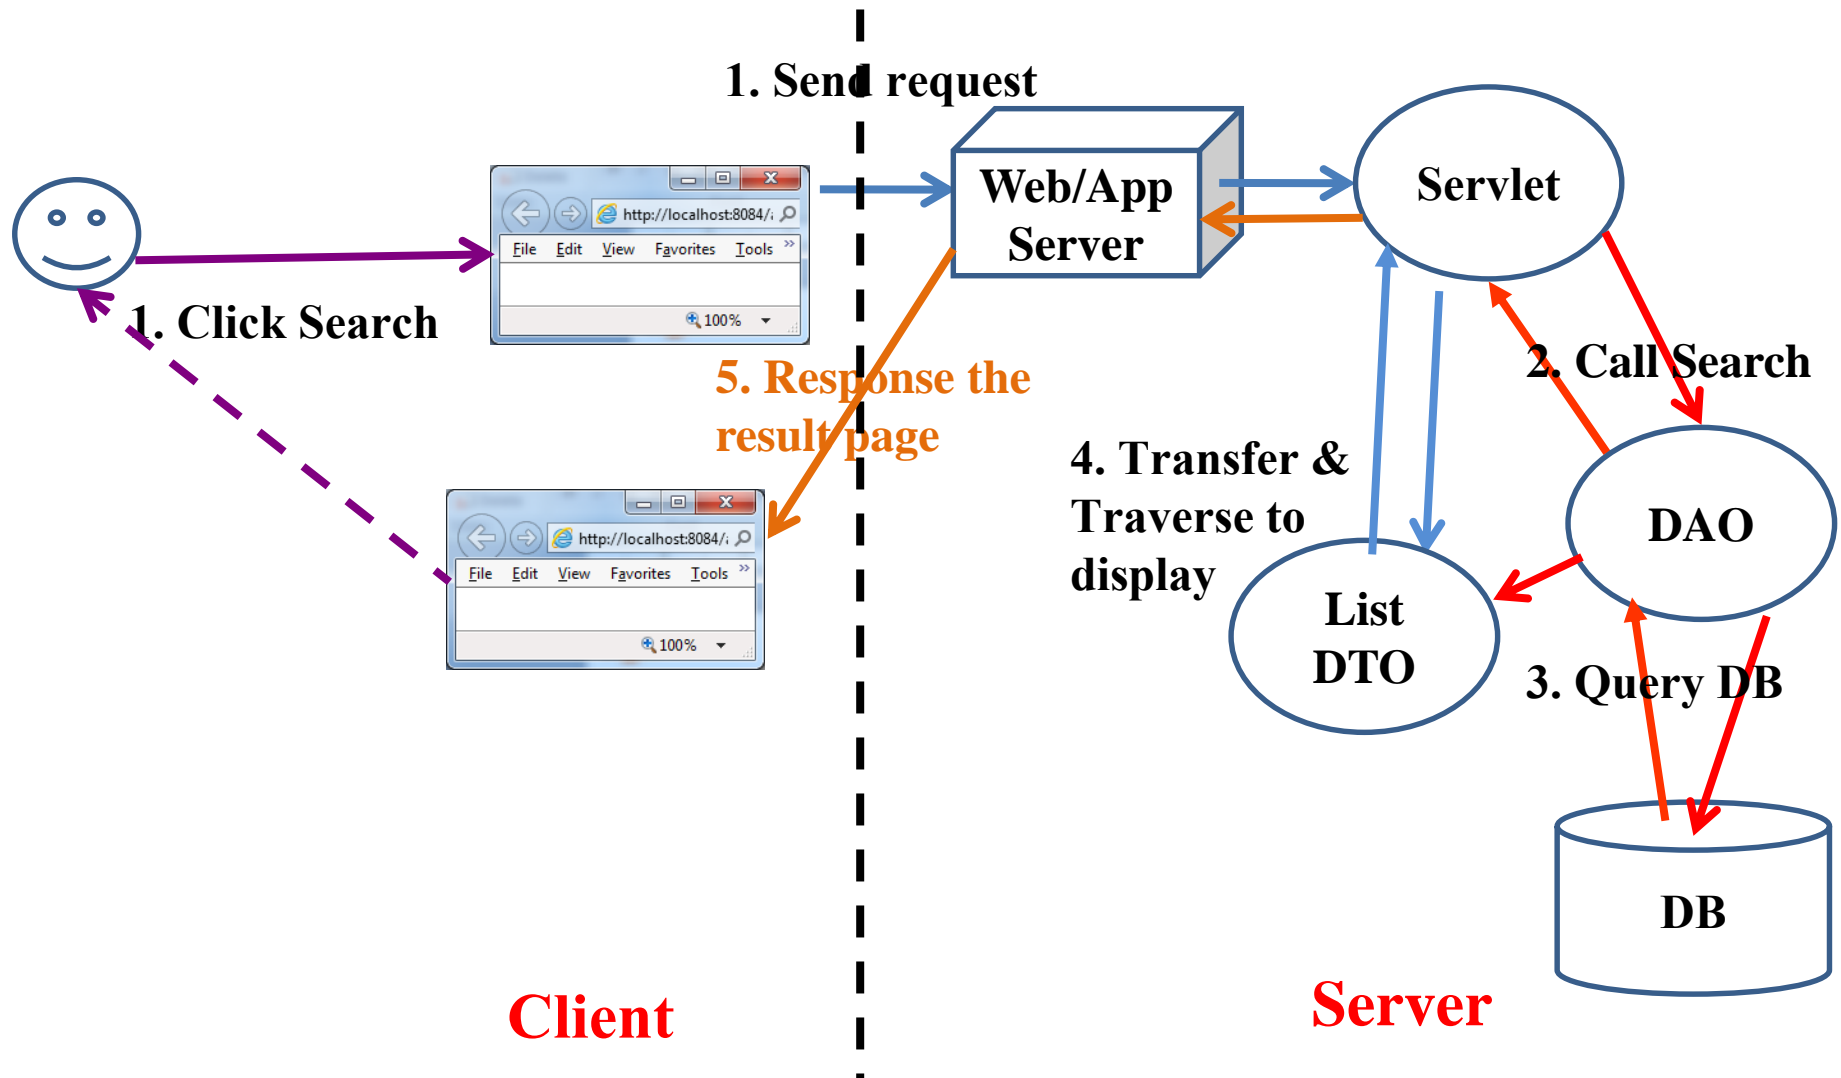 1. Send request
Web/App
Server
Servlet
http://localhost:8084/
File Edit View Favorites Tools »
100%
1. Click Search
5. Response the
result page
2. Call Search
4. Transfer &
Traverse to
display
DAO
http://localhost:8084/
File Edit View Favorites Tools »
100%
List
DTO
3. Query DB
DB
Client
Server